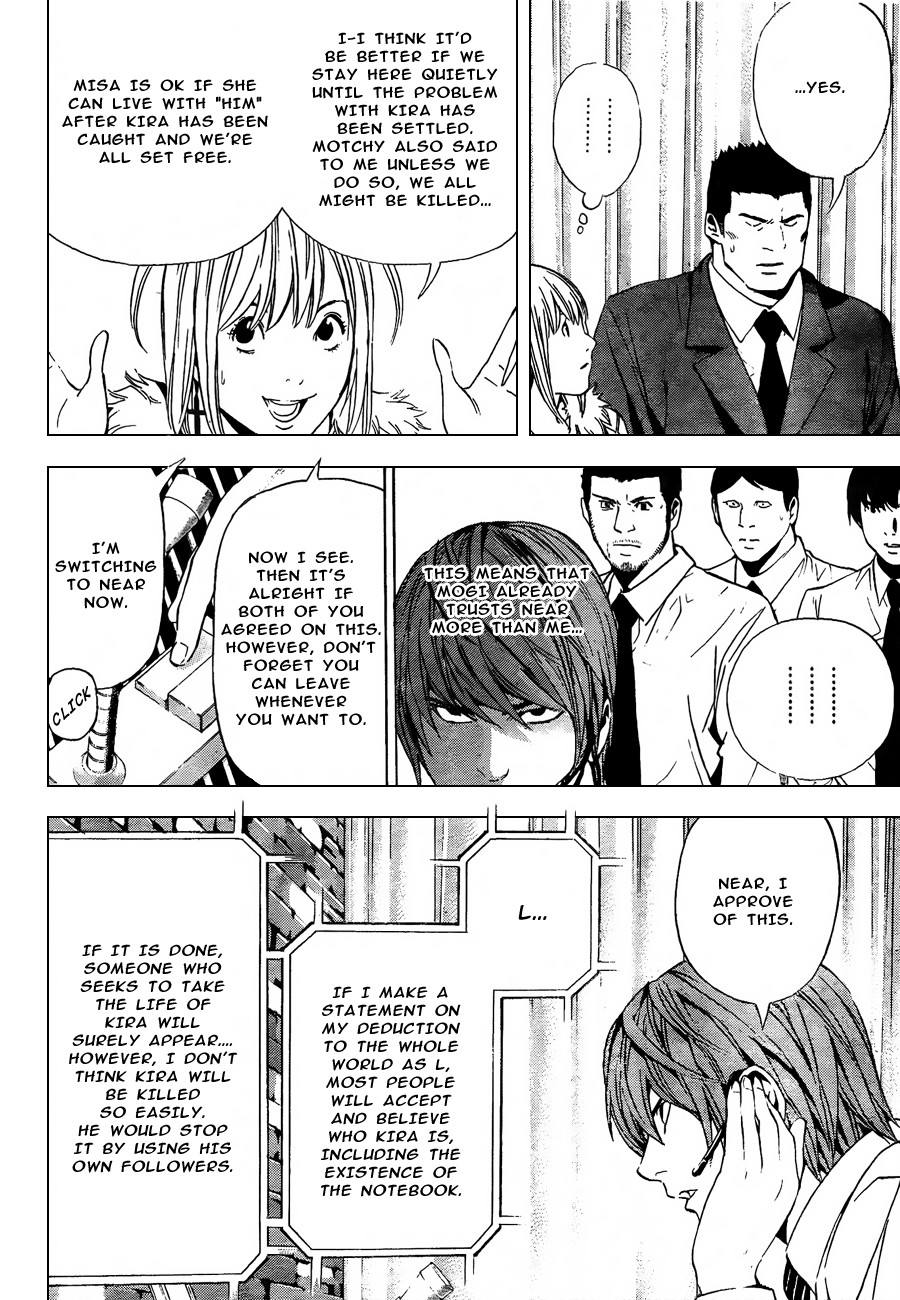 ...YES.
I-I THINK IT'D
BE BETTER IF WE
STAY HERE QUIETLY
UNTIL THE PROBLEM
WITH KIRA HAS
BEEN SETTLED.
MOTCHY ALSO SAID
TO ME UNLESS WE
DO SO, WE ALL
MIGHT BE KILLED...
MISA IS OK IF SHE
CAN LIVE WITH "HIM"
AFTER KIRA HAS BEEN
CAUGHT AND WE'RE
ALL SET FREE.
THIS MEANS THAT
MOGI ALREADY
TRUSTS NEAR
MORE THAN ME...
NOW I SEE.
THEN IT'S
ALRIGHT IF
BOTH OF YOU
AGREED ON THIS.
HOWEVER, DON'T
FORGET YOU
CAN LEAVE
WHENEVER
YOU WANT TO.
I'M
SWITCHING
TO NEAR
NOW.
CLICK
NEAR, I
APPROVE
OF THIS.
L...
IF I MAKE A
STATEMENT ON
MY DEDUCTION
TO THE WHOLE
WORLD AS L,
MOST PEOPLE
WILL ACCEPT
AND BELIEVE
WHO KIRA IS,
INCLUDING THE
EXISTENCE OF
THE NOTEBOOK.
IF IT IS DONE,
SOMEONE WHO
SEEKS TO TAKE
THE LIFE OF
KIRA WILL
SURELY APPEAR....
HOWEVER, I DON'T
THINK KIRA WILL
BE KILLED
SO EASILY.
HE WOULD STOP
IT BY USING HIS
OWN FOLLOWERS.